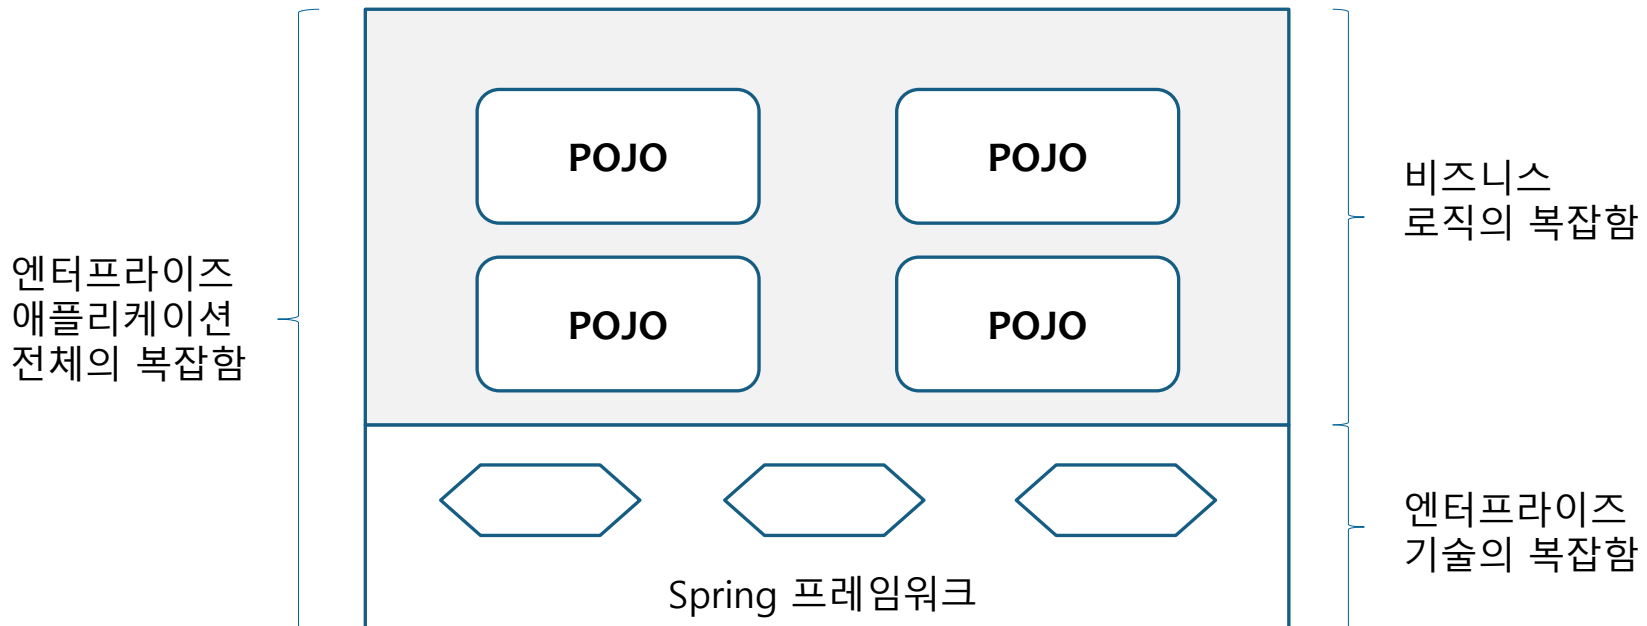 엔터프라이즈
애플리케이션
전체의 복잡함
POJO
POJO
POJO
POJO
Spring 프레임워크
비즈니스
로직의 복잡함
엔터프라이즈
기술의 복잡함